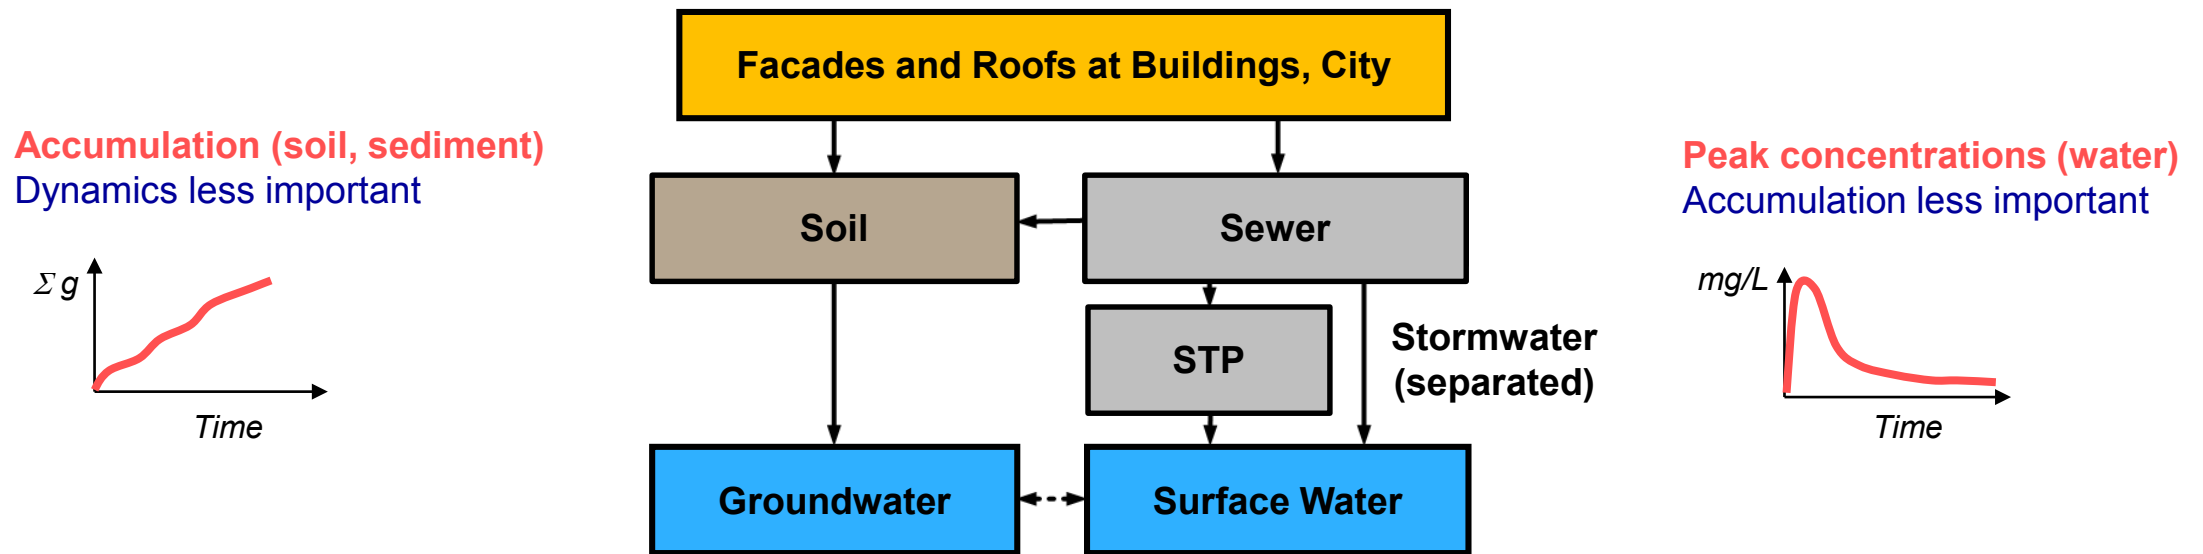 Facades and Roofs at Buildings, City
Accumulation (soil, sediment)
Dynamics less important
Σ g
Time
Soil
Sewer
STP
Stormwater
(separated)
Groundwater
Surface Water
Peak concentrations (water)
Accumulation less important
mg/L
Time